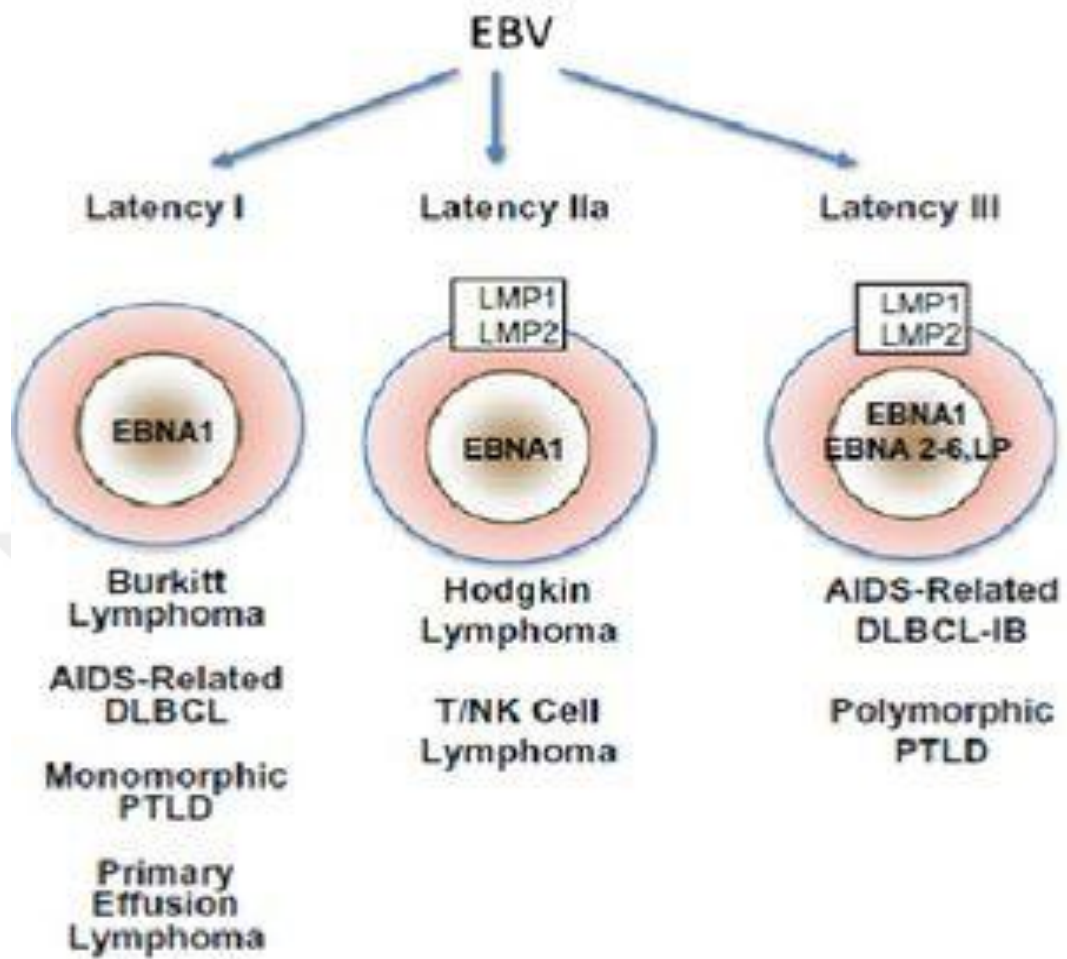 EBV
Latency I
Latency IIa
Latency III
LMP1
LMP2
LMP1
LMP2
EBNA1
EBNA1
EBNA1
EBNA 2-6,LP
Burkitt
Lymphoma
AIDS-Related
DLBCL
Monomorphic
PTLD
Primary
Effusion
Lymphoma
Hodgkin
Lymphoma
T/NK Cell
Lymphoma
AIDS-Related
DLBCL-IB
Polymorphic
PTLD